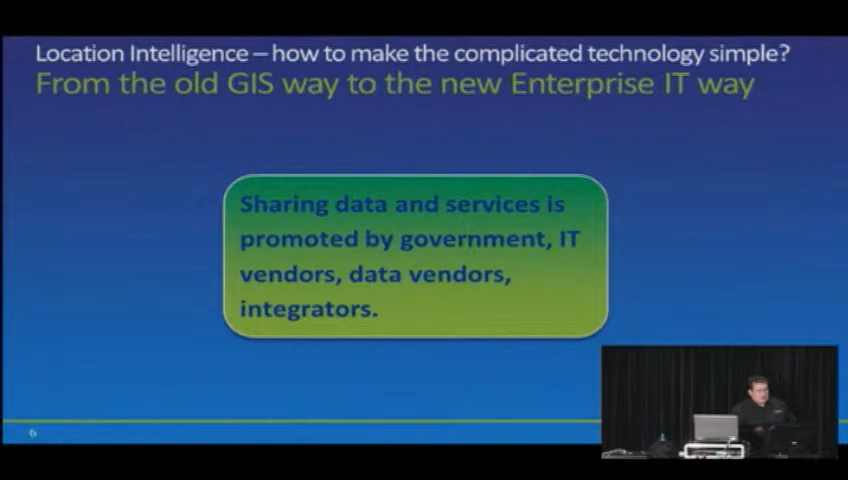 Location Intelligence – how to make the complicated technology simple?
From the old GIS way to the new Enterprise IT way
Sharing data and services is
promoted by government, IT
vendors, data vendors,
integrators.
6